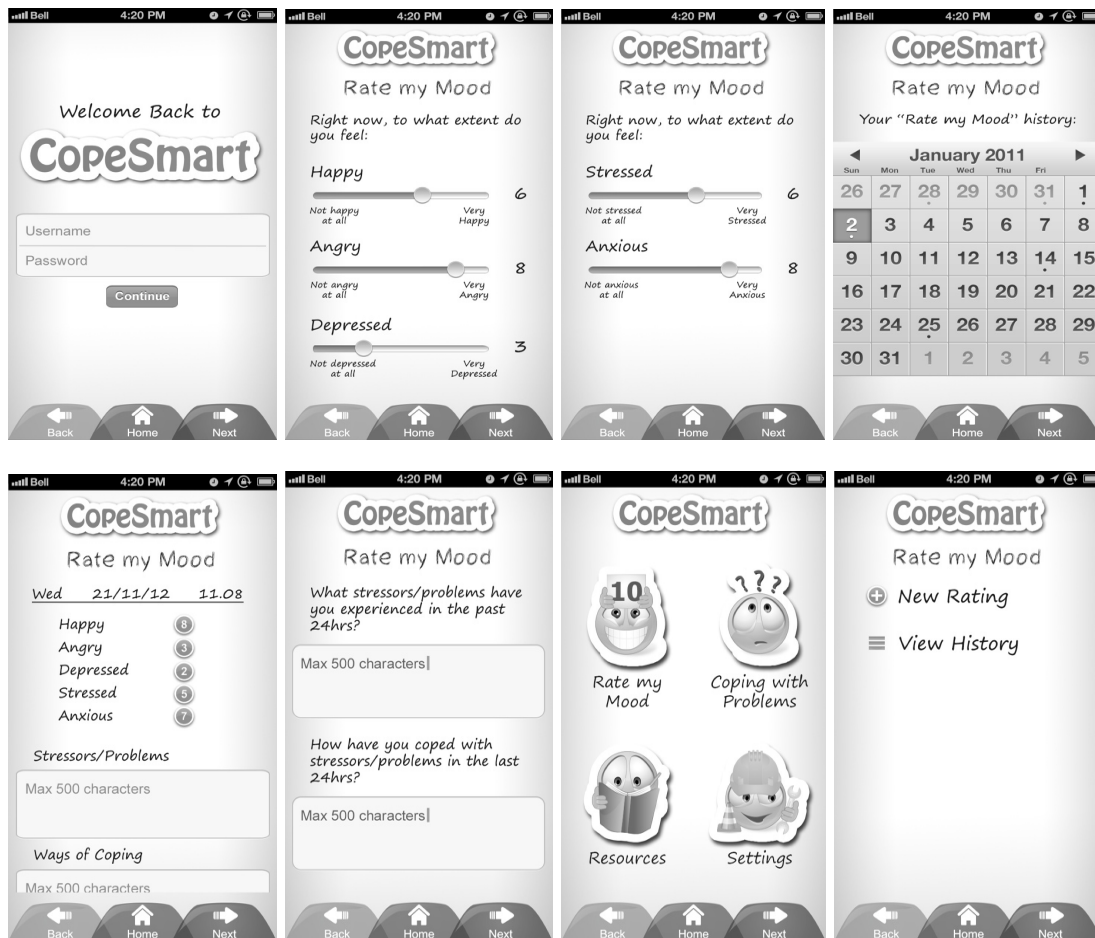 Bell 4:20 PM
Welcome Back to
CopeSmart
Username
Password
Continue
Back Home Next
Bell 4:20 PM
CopeSmart
Rate my Mood
Right now, to what extent do
you feel:
Happy
6
Not happy
at all
Very
Happy
Angry
8
Not angry
at all
Very
Angry
Depressed
3
Not depressed
at all
Very
Depressed
Back Home Next
Bell 4:20 PM
CopeSmart
Rate my Mood
Right now, to what extent do
you feel:
Stressed
6
Not stressed
at all
Very
Stressed
Anxious
8
Not anxious
at all
Very
Anxious
Back Home Next
Bell 4:20 PM
CopeSmart
Rate my Mood
Your “Rate my Mood” history:
January 2011
Sun Mon Tue Wed Thu Fri
26 27 28 29 30 31 1
2 3 4 5 6 7 8
9 10 11 12 13 14 15
16 17 18 19 20 21 22
23 24 25 26 27 28 29
30 31 1 2 3 4 5
Back Home Next
Bell 4:20 PM
CopeSmart
Rate my Mood
Wed 21/11/12 11.08
Happy 8
Angry 3
Depressed 2
Stressed 5
Anxious 7
Stressors/Problems
Max 500 characters
Ways of Coping
Max 500 characters
Back Home Next
Bell 4:20 PM
CopeSmart
Rate my Mood
What stressors/problems have
you experienced in the past
24hrs?
Max 500 characters
How have you coped with
stressors/problems in the last
24hrs?
Max 500 characters
Back Home Next
Bell 4:20 PM
CopeSmart
10
? ? ?
Rate my
Mood
Coping with
Problems
Resources
Settings
Back Home Next
Bell 4:20 PM
CopeSmart
Rate my Mood
New Rating
View History
Back Home Next